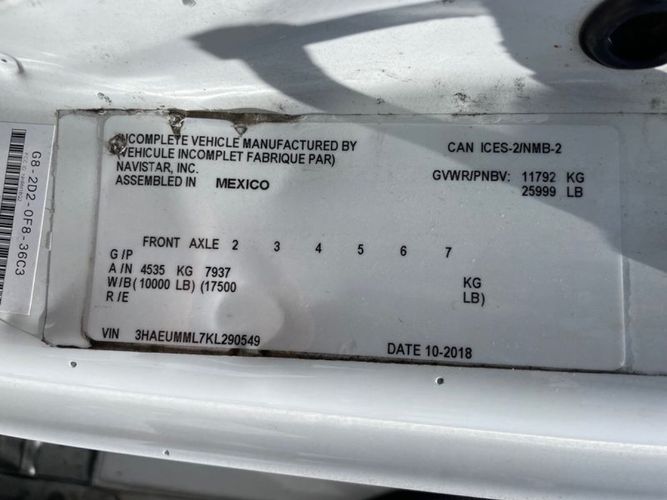 INCOMPLETE VEHICLE MANUFACTURED BY
(VEHICULE INCOMPLET FABRIQUE PAR)
NAVISTAR, INC.
ASSEMBLED IN MEXICO
CAN ICES-2/NMB-2
GVWR/PNBV: 11792 KG
25999 LB
FRONT AXLE 2 3 4 5 6 7
G/P
A/N 4535 KG 7937 KG
W/B (10000 LB) (17500 LB)
R/E
VIN 3HAEUMML7KL290549
DATE 10-2018
G8-2D2-0F8-36C3